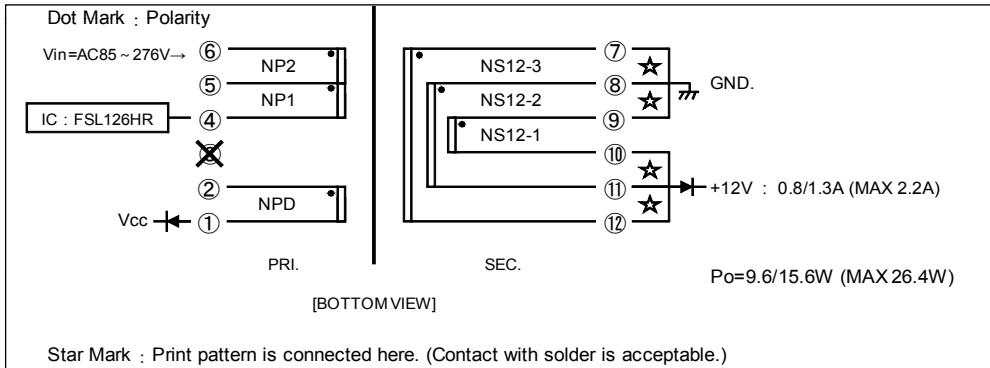 Dot Mark : Polarity
Vin=AC85 ~ 276V→ ⑥ NP2
⑤ NP1
IC : FSL126HR ④
③
② NPD
Vcc ①
NS12-3 ⑦ ☆
NS12-2 ⑧ ☆ GND.
NS12-1 ⑨
⑩ ☆
⑪ ☆ +12V : 0.8/1.3A (MAX 2.2A)
⑫
PRI. SEC.
Po=9.6/15.6W (MAX 26.4W)
[BOTTOM VIEW]
Star Mark : Print pattern is connected here. (Contact with solder is acceptable.)